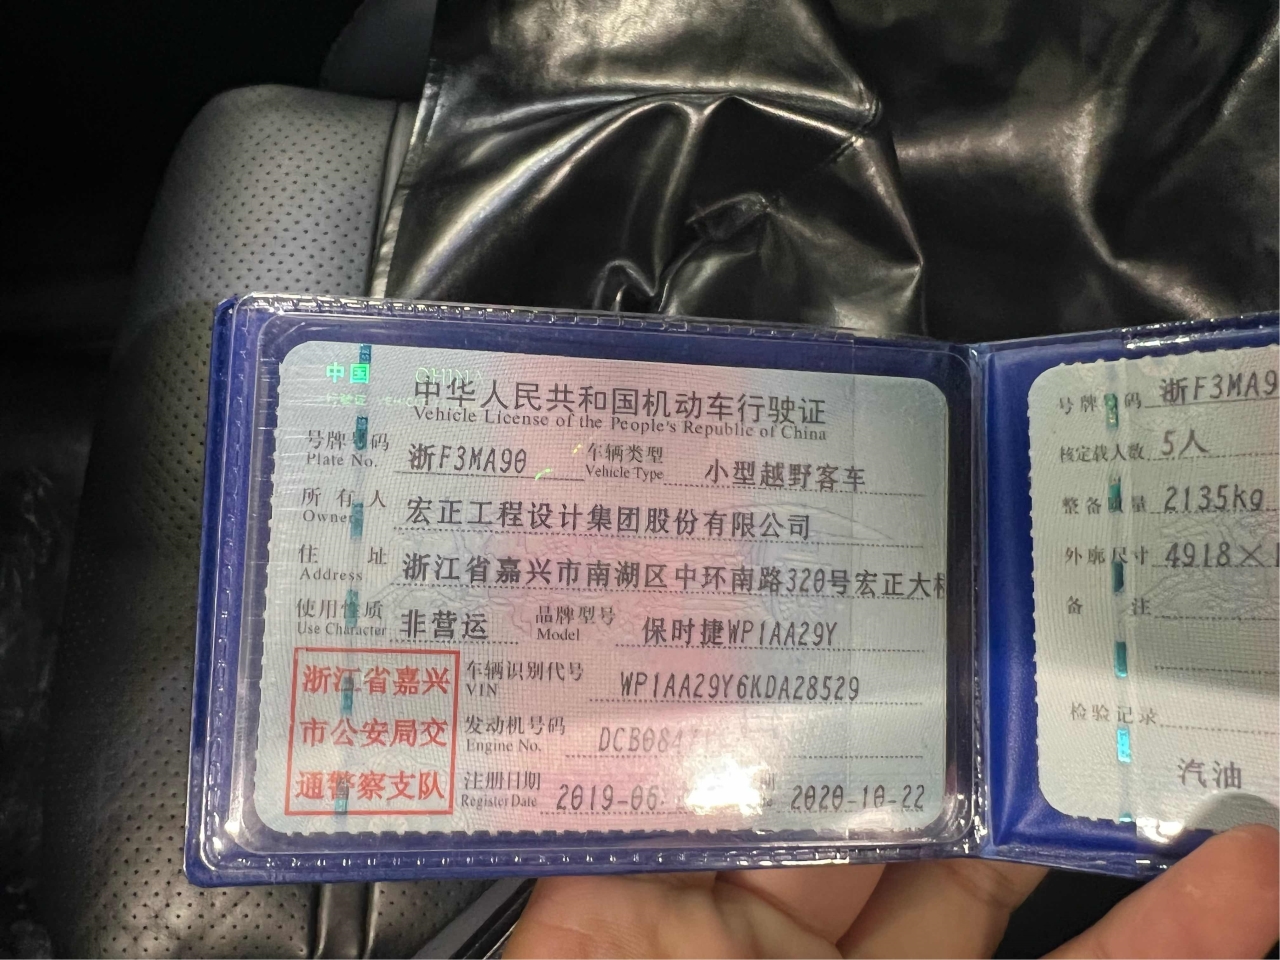 中国 CHINA
中华人民共和国机动车行驶证
Vehicle License of the People's Republic of China
号牌号码 浙F3MA90 车辆类型 小型越野客车
Plate No. Vehicle Type
所有人 宏正工程设计集团股份有限公司
Owner
住址 浙江省嘉兴市南湖区中环南路320号宏正大楼
Address
使用性质 非营运 品牌型号 保时捷WP1AA29Y
Use Character Model
浙江省嘉兴
市公安局交
通警察支队
车辆识别代号 WP1AA29Y6KDA28529
VIN
发动机号码 DCB084
Engine No.
注册日期 2019-06 2020-10-22
Register Date
号牌号码 浙F3MA9
核定载人数 5人
整备质量 2135kg
外廓尺寸 4918×
备注
检验记录
汽油